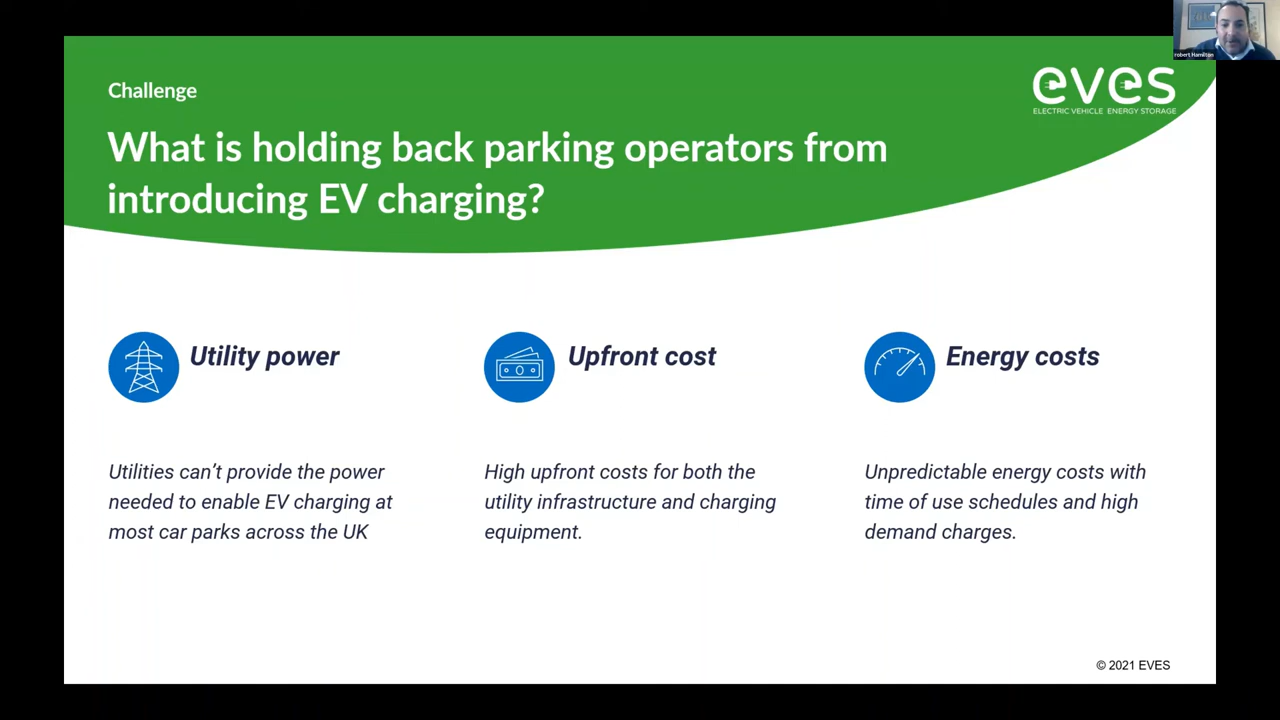 robert Hamilton
Challenge
eves
ELECTRIC VEHICLE ENERGY STORAGE
What is holding back parking operators from
introducing EV charging?
Utility power
Utilities can't provide the power
needed to enable EV charging at
most car parks across the UK
Upfront cost
High upfront costs for both the
utility infrastructure and charging
equipment.
Energy costs
Unpredictable energy costs with
time of use schedules and high
demand charges.
© 2021 EVES